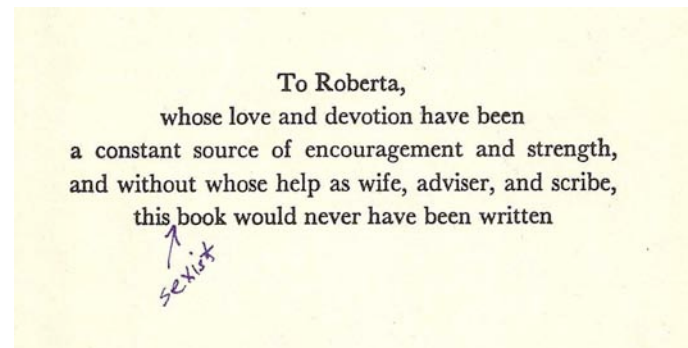 To Roberta,
whose love and devotion have been
a constant source of encouragement and strength,
and without whose help as wife, adviser, and scribe,
this book would never have been written
sexist